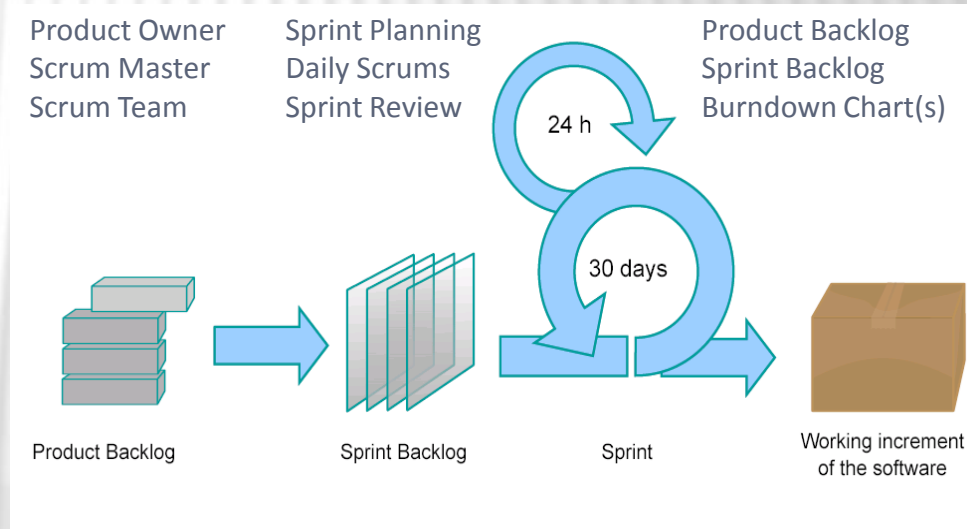 Product Owner
Scrum Master
Scrum Team
Sprint Planning
Daily Scrums
Sprint Review
Product Backlog
Sprint Backlog
Burndown Chart(s)
24 h
30 days
Product Backlog
Sprint Backlog
Sprint
Working increment
of the software